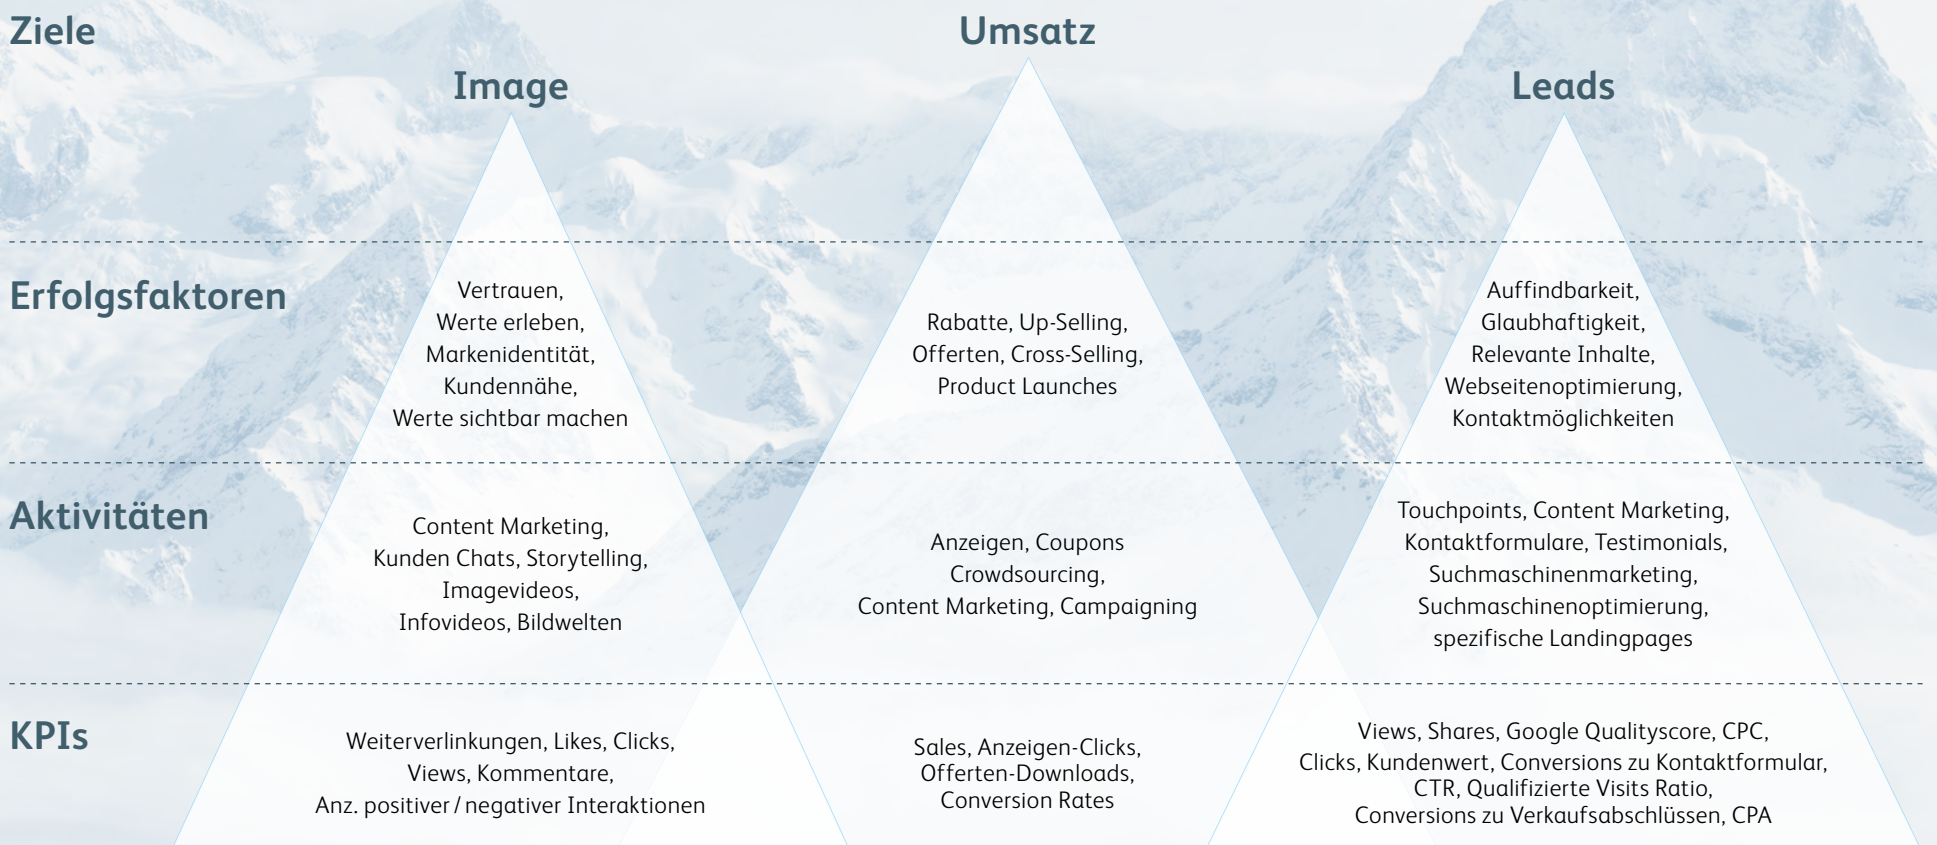 Ziele
Umsatz
Image
Leads
Erfolgsfaktoren
Vertrauen,
Werte erleben,
Markenidentität,
Kundennähe,
Werte sichtbar machen
Rabatte, Up-Selling,
Offerten, Cross-Selling,
Product Launches
Auffindbarkeit,
Glaubhaftigkeit,
Relevante Inhalte,
Webseitenoptimierung,
Kontaktmöglichkeiten
Aktivitäten
Content Marketing,
Kunden Chats, Storytelling,
Imagevideos,
Infovideos, Bildwelten
Anzeigen, Coupons
Crowdsourcing,
Content Marketing, Campaigning
Touchpoints, Content Marketing,
Kontaktformulare, Testimonials,
Suchmaschinenmarketing,
Suchmaschinenoptimierung,
spezifische Landingpages
KPIs
Weiterverlinkungen, Likes, Clicks,
Views, Kommentare,
Anz. positiver / negativer Interaktionen
Sales, Anzeigen-Clicks,
Offerten-Downloads,
Conversion Rates
Views, Shares, Google Qualityscore, CPC,
Clicks, Kundenwert, Conversions zu Kontaktformular,
CTR, Qualifizierte Visits Ratio,
Conversions zu Verkaufsabschlüssen, CPA